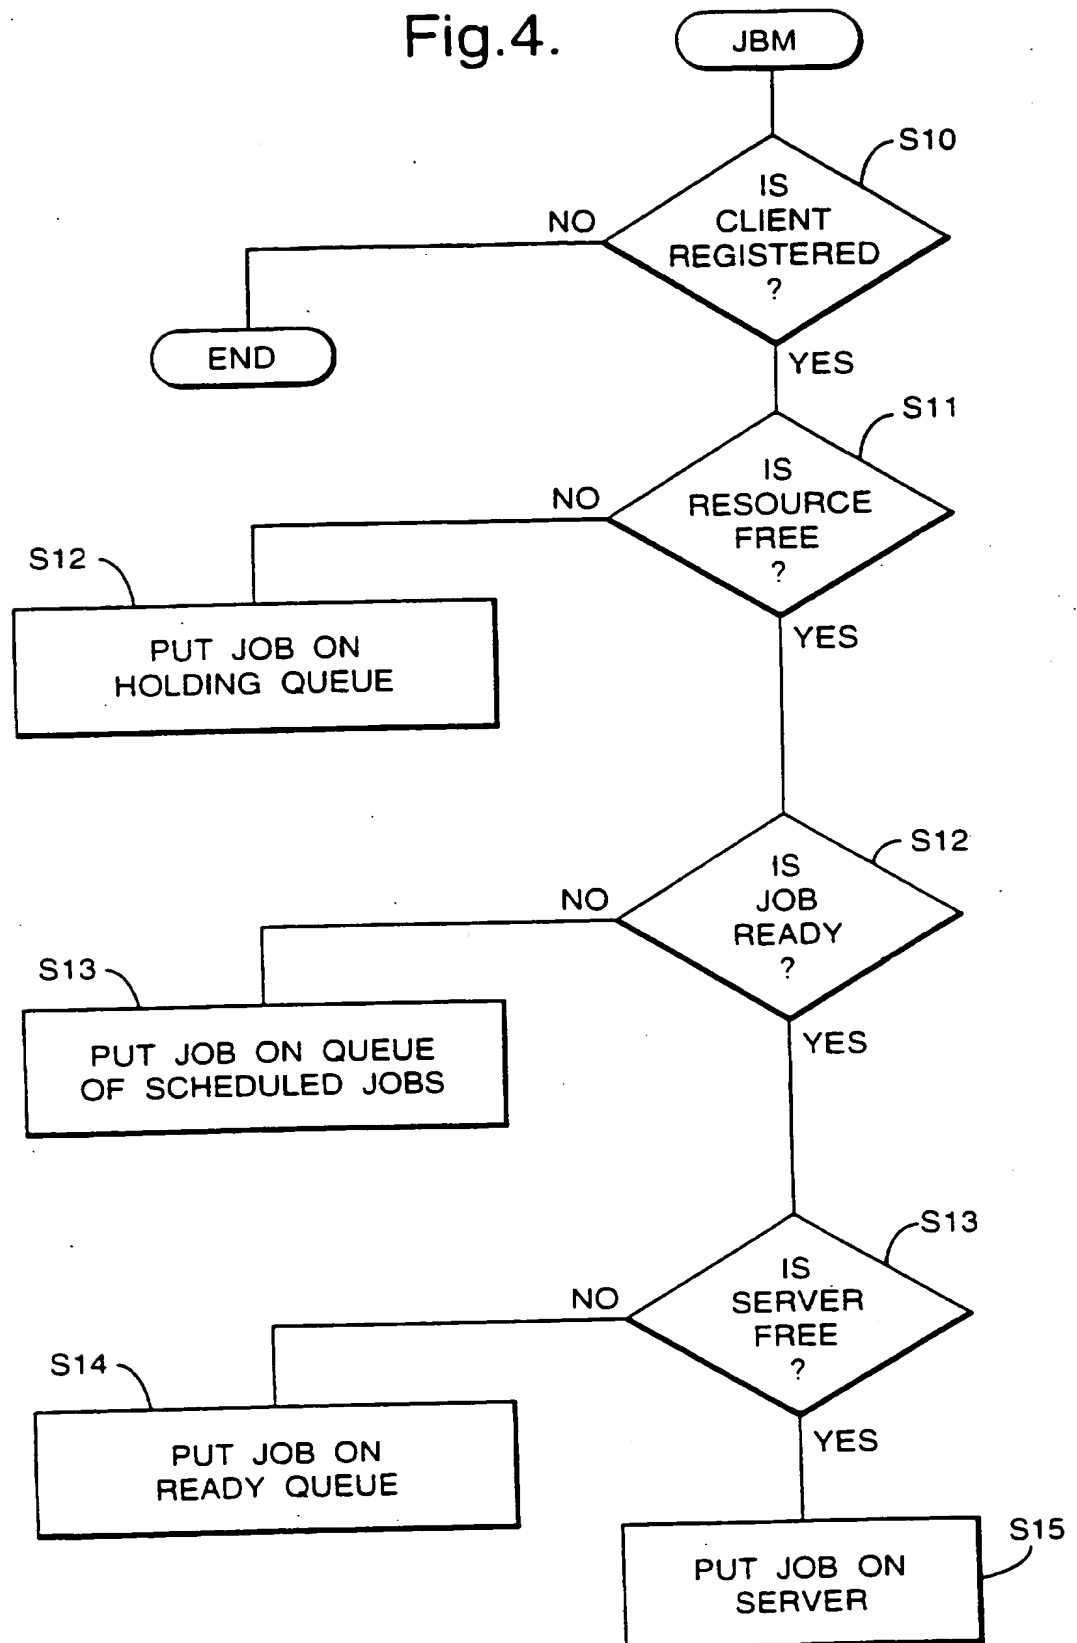 Fig.4.
JBM
S10
IS
CLIENT
REGISTERED
?
NO
END
YES
S11
IS
RESOURCE
FREE
?
NO
S12
PUT JOB ON
HOLDING QUEUE
YES
S12
IS
JOB
READY
?
NO
S13
PUT JOB ON QUEUE
OF SCHEDULED JOBS
YES
S13
IS
SERVER
FREE
?
NO
S14
PUT JOB ON
READY QUEUE
YES
S15
PUT JOB ON
SERVER